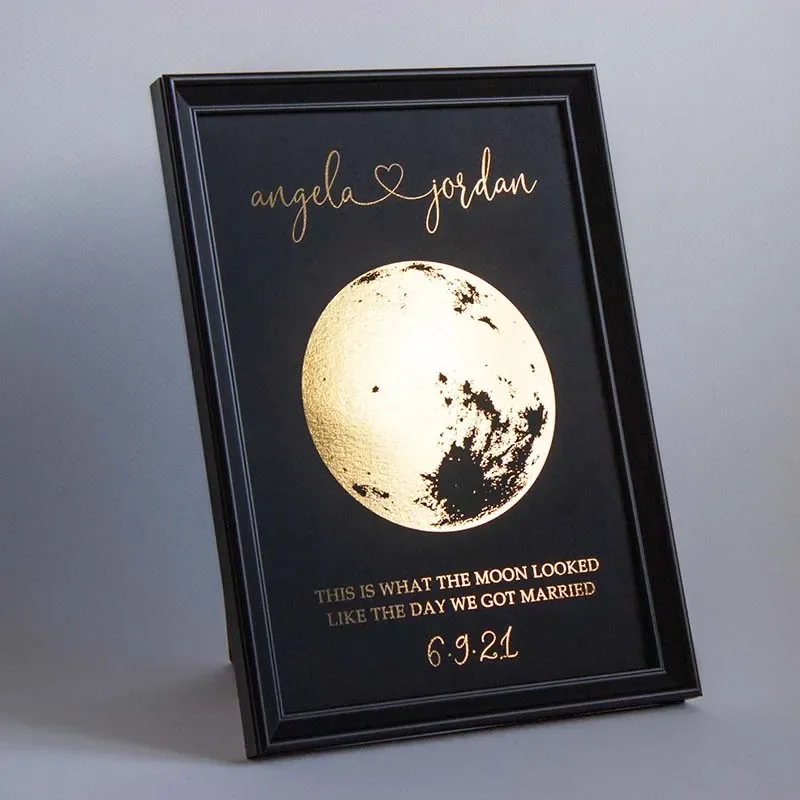 angela jordan
THIS IS WHAT THE MOON LOOKED
LIKE THE DAY WE GOT MARRIED
6.9.21